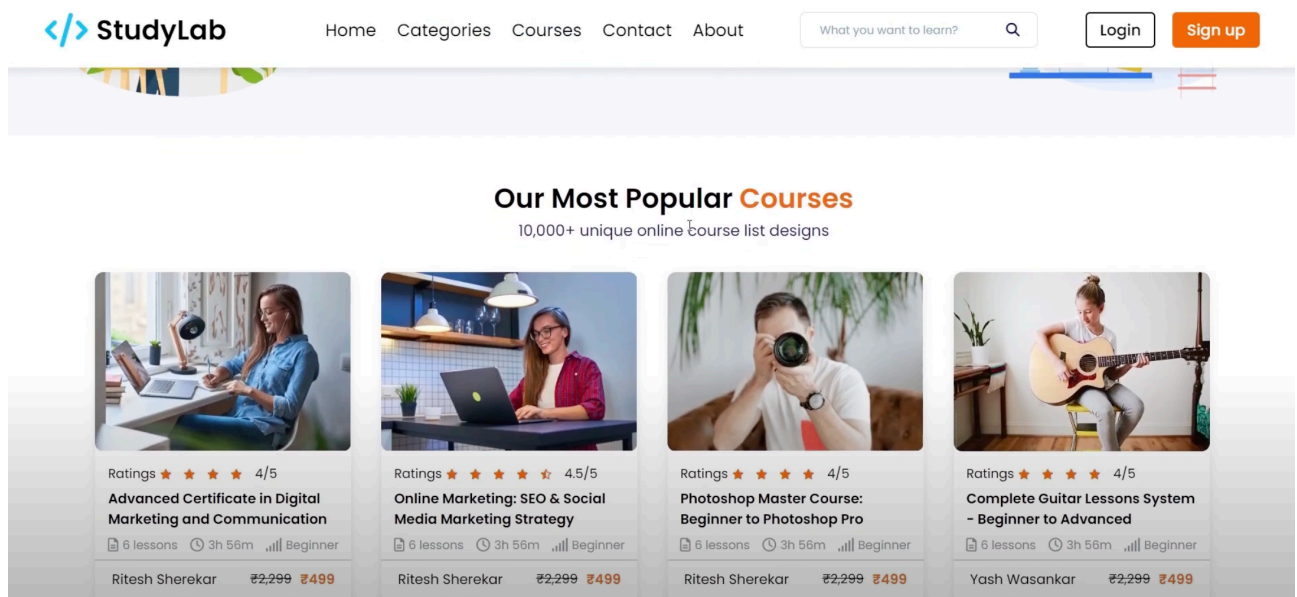 </> StudyLab Home Categories Courses Contact About What you want to learn? Login Sign up
Our Most Popular Courses
10,000+ unique online course list designs
Ratings 4/5
Advanced Certificate in Digital
Marketing and Communication
6 lessons 3h 56m Beginner
Ritesh Sherekar ₹2,299 ₹499
Ratings 4.5/5
Online Marketing: SEO & Social
Media Marketing Strategy
6 lessons 3h 56m Beginner
Ritesh Sherekar ₹2,299 ₹499
Ratings 4/5
Photoshop Master Course:
Beginner to Photoshop Pro
6 lessons 3h 56m Beginner
Ritesh Sherekar ₹2,299 ₹499
Ratings 4/5
Complete Guitar Lessons System
- Beginner to Advanced
6 lessons 3h 56m Beginner
Yash Wasankar ₹2,299 ₹499